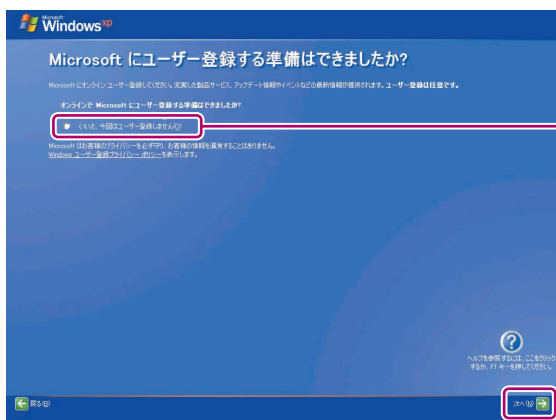 Microsoft
Windows xp
Microsoft にユーザー登録する準備はできましたか?
Microsoft にオンライン ユーザー登録してください。充実した製品サービス、アップデート情報やイベントなどの最新情報が提供されます。ユーザー登録は任意です。
オンラインで Microsoft にユーザー登録する準備はできましたか?
いいえ、今回はユーザー登録しません(O)
Microsoft はお客様のプライバシーを必ず守り、お客様の情報を漏洩することはありません。
Windows ユーザー登録プライバシー ポリシーを表示します。
ヘルプを参照するには、ここをクリック
するか、F1 キーを押してください。
戻る(B)
次へ(N)